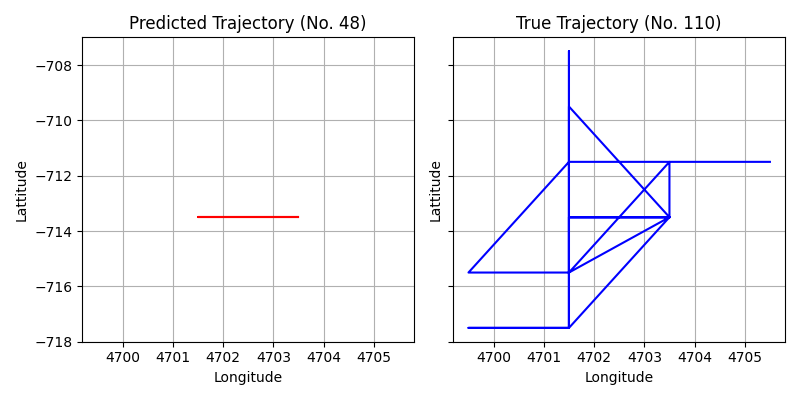 Predicted Trajectory (No. 48)
True Trajectory (No. 110)
−708
−710
−712
−714
−716
−718
Lattitude
Lattitude
4700 4701 4702 4703 4704 4705
4700 4701 4702 4703 4704 4705
Longitude
Longitude